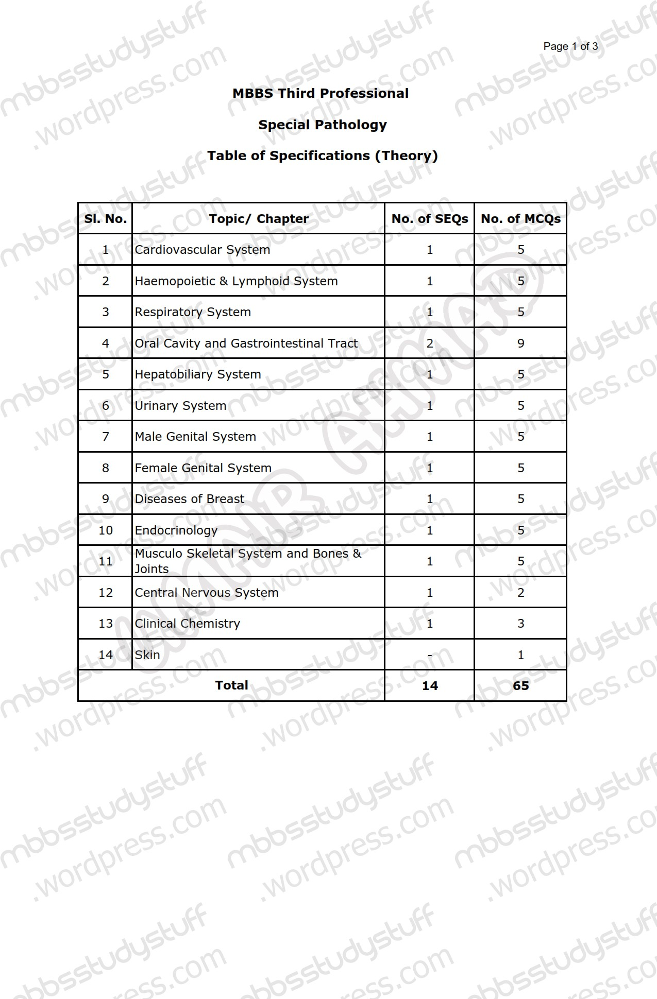 Page 1 of 3
MBBS Third Professional
Special Pathology
Table of Specifications (Theory)
Sl. No. Topic/ Chapter No. of SEQs No. of MCQs
1 Cardiovascular System 1 5
2 Haemopoietic & Lymphoid System 1 5
3 Respiratory System 1 5
4 Oral Cavity and Gastrointestinal Tract 2 9
5 Hepatobiliary System 1 5
6 Urinary System 1 5
7 Male Genital System 1 5
8 Female Genital System 1 5
9 Diseases of Breast 1 5
10 Endocrinology 1 5
11 Musculo Skeletal System and Bones &
Joints 1 5
12 Central Nervous System 1 2
13 Clinical Chemistry 1 3
14 Skin - 1
Total 14 65
mbbsstudystuff
.wordpress.com
UMAIR AHMAD